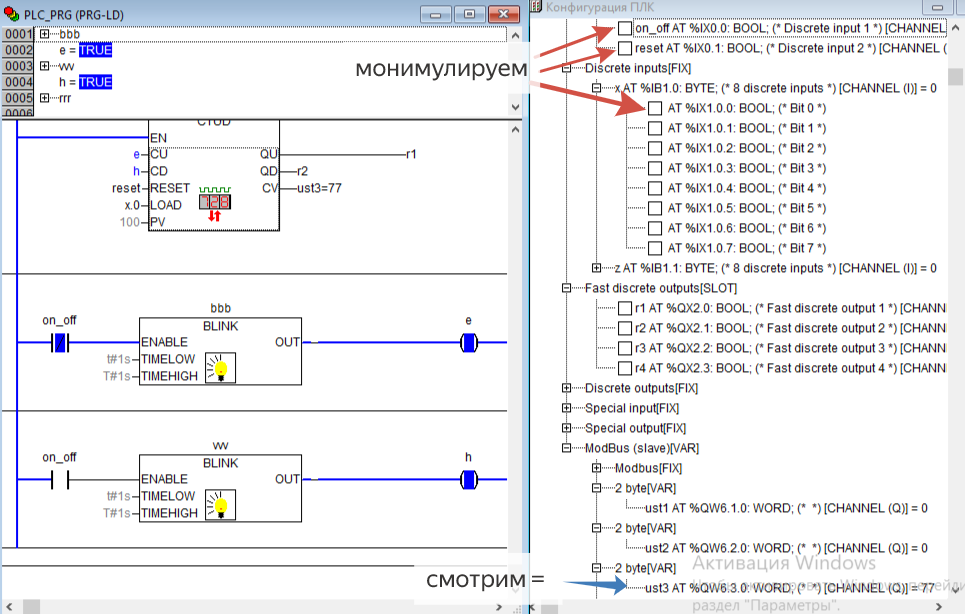 PLC_PRG (PRG-LD)
0001 bbb
0002 e = TRUE
0003 vvv
0004 h = TRUE
0005 rrr
0006
CTUD
EN
e CU QU r1
h CD QD r2
reset RESET CV ust3=77
x.0 LOAD
100 PV
bbb
on_off BLINK e
ENABLE OUT
t#1s TIMELOW
T#1s TIMEHIGH
vvv
on_off BLINK h
ENABLE OUT
t#1s TIMELOW
T#1s TIMEHIGH
монимулируем
смотрим =
Конфигурация ПЛК
on_off AT %IX0.0: BOOL; (* Discrete input 1 *) [CHANNEL
reset AT %IX0.1: BOOL; (* Discrete input 2 *) [CHANNEL (
Discrete inputs[FIX]
x AT %IB1.0: BYTE; (* 8 discrete inputs *) [CHANNEL (I)] = 0
AT %IX1.0.0: BOOL; (* Bit 0 *)
AT %IX1.0.1: BOOL; (* Bit 1 *)
AT %IX1.0.2: BOOL; (* Bit 2 *)
AT %IX1.0.3: BOOL; (* Bit 3 *)
AT %IX1.0.4: BOOL; (* Bit 4 *)
AT %IX1.0.5: BOOL; (* Bit 5 *)
AT %IX1.0.6: BOOL; (* Bit 6 *)
AT %IX1.0.7: BOOL; (* Bit 7 *)
z AT %IB1.1: BYTE; (* 8 discrete inputs *) [CHANNEL (I)] = 0
Fast discrete outputs[SLOT]
r1 AT %QX2.0: BOOL; (* Fast discrete output 1 *) [CHANN
r2 AT %QX2.1: BOOL; (* Fast discrete output 2 *) [CHANN
r3 AT %QX2.2: BOOL; (* Fast discrete output 3 *) [CHANN
r4 AT %QX2.3: BOOL; (* Fast discrete output 4 *) [CHANN
Discrete outputs[FIX]
Special input[FIX]
Special output[FIX]
ModBus (slave)[VAR]
Modbus[FIX]
2 byte[VAR]
ust1 AT %QW6.1.0: WORD; (* *) [CHANNEL (Q)] = 0
2 byte[VAR]
ust2 AT %QW6.2.0: WORD; (* *) [CHANNEL (Q)] = 0
Активация Windows
2 byte[VAR]
ust3 AT %QW6.3.0: WORD; (* *) [CHANNEL (Q)] = 77
раздел "Параметры".